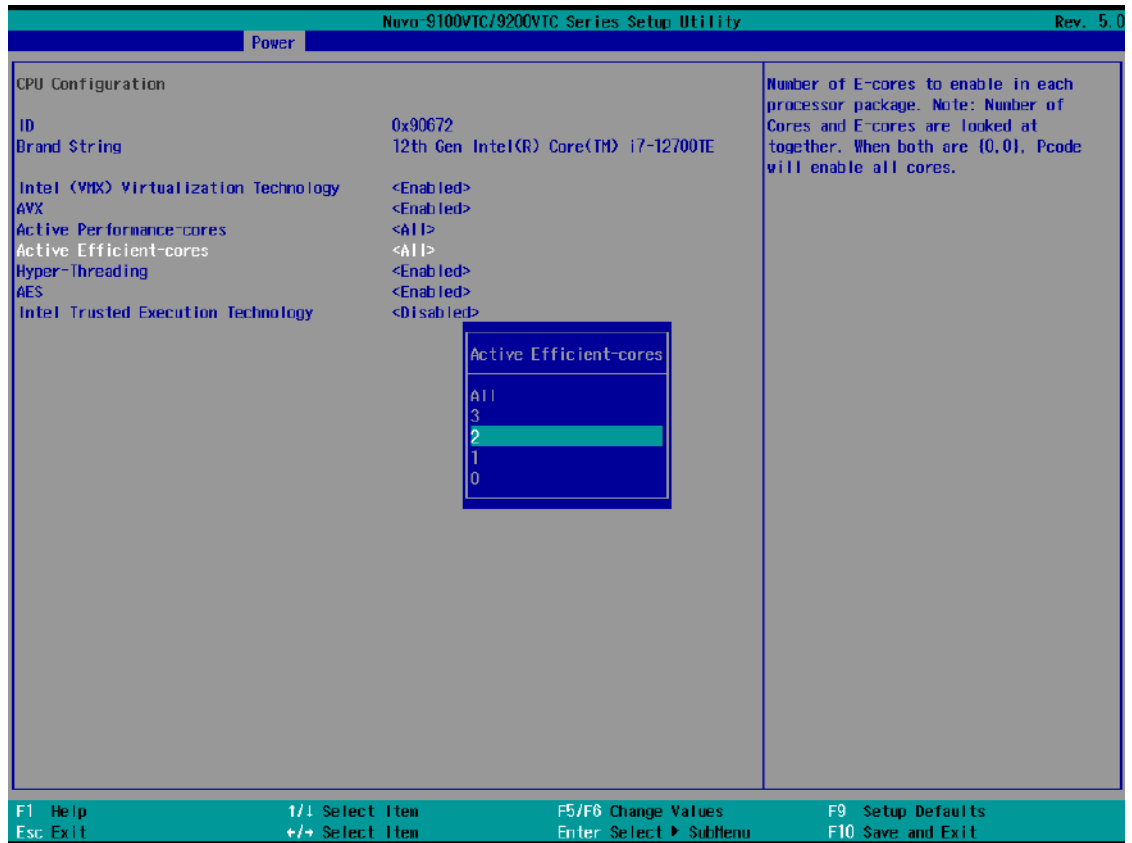 Nuvo-9100VTC/9200VTC Series Setup Utility Rev. 5.0
Power
CPU Configuration
ID 0x90672
Brand String 12th Gen Intel(R) Core(TM) i7-12700TE
Intel (VMX) Virtualization Technology <Enabled>
AVX <Enabled>
Active Performance-cores <All>
Active Efficient-cores <All>
Hyper-Threading <Enabled>
AES <Enabled>
Intel Trusted Execution Technology <Disabled>
Number of E-cores to enable in each
processor package. Note: Number of
Cores and E-cores are looked at
together. When both are {0,0}, Pcode
will enable all cores.
Active Efficient-cores
All
3
2
1
0
F1 Help ↑/↓ Select Item F5/F6 Change Values F9 Setup Defaults
Esc Exit ←/→ Select Item Enter Select ▶ SubMenu F10 Save and Exit